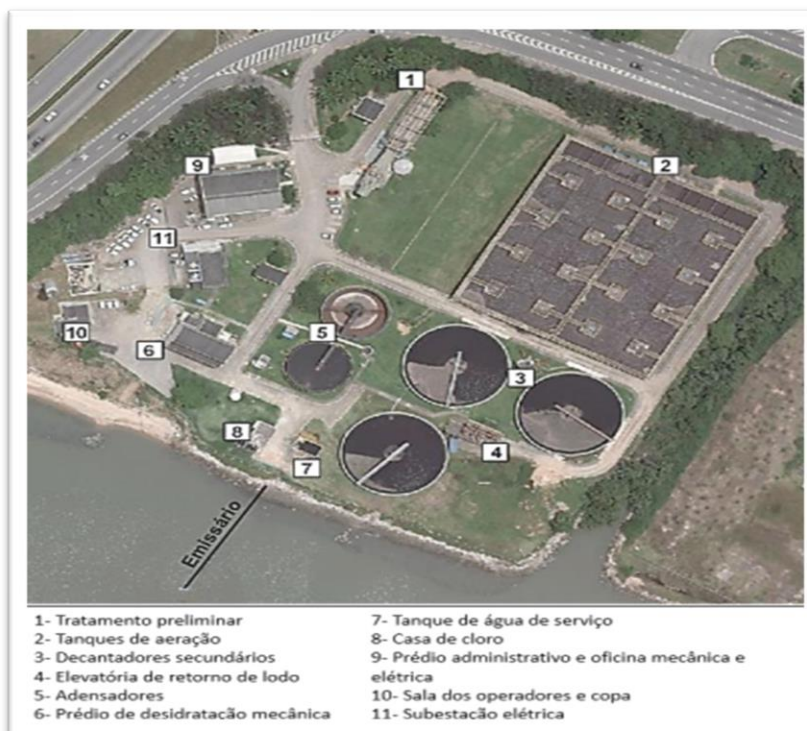 1
2
9
11
10
6
5
3
8
7
4
Emissário
1- Tratamento preliminar
2- Tanques de aeração
3- Decantadores secundários
4- Elevatória de retorno de lodo
5- Adensadores
6- Prédio de desidratação mecânica
7- Tanque de água de serviço
8- Casa de cloro
9- Prédio administrativo e oficina mecânica e
elétrica
10- Sala dos operadores e copa
11- Subestação elétrica